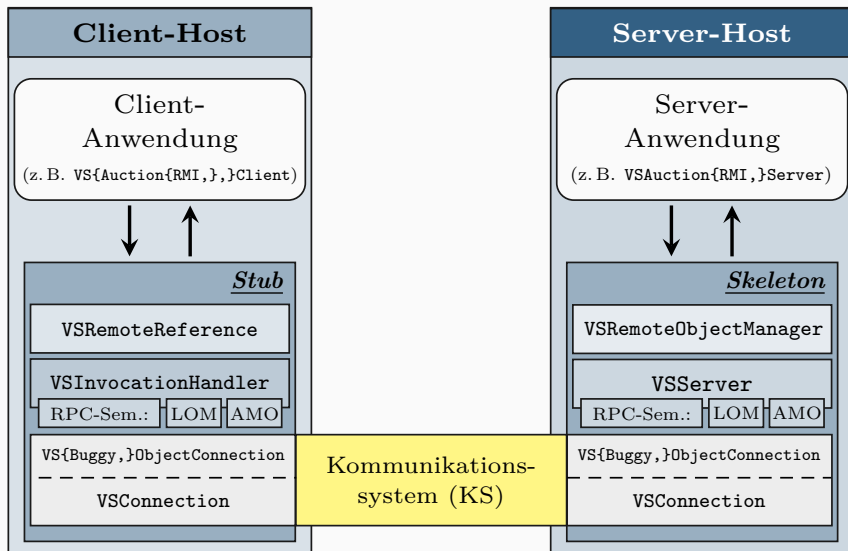 Client-Host
Client-
Anwendung
(z. B. VS{Auction{RMI,},}Client)
Stub
VSRemoteReference
VSInvocationHandler
RPC-Sem.: LOM AMO
VS{Buggy,}ObjectConnection
VSConnection
Kommunikations-
system (KS)
Server-Host
Server-
Anwendung
(z. B. VSAuction{RMI,}Server)
Skeleton
VSRemoteObjectManager
VSServer
RPC-Sem.: LOM AMO
VS{Buggy,}ObjectConnection
VSConnection